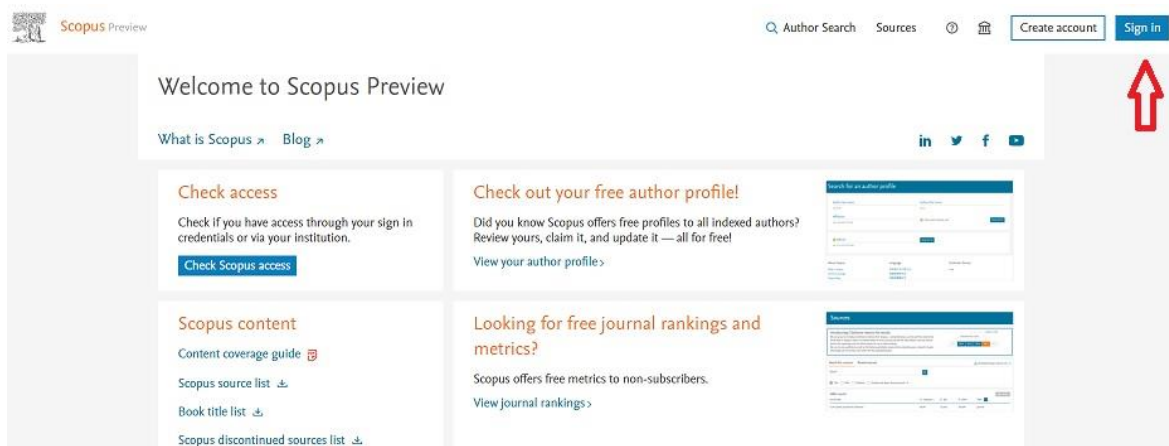 Scopus Preview
Author Search Sources Create account Sign in
Welcome to Scopus Preview
What is Scopus Blog
in
Check access
Check if you have access through your sign in
credentials or via your institution.
Check Scopus access
Check out your free author profile!
Did you know Scopus offers free profiles to all indexed authors?
Review yours, claim it, and update it — all for free!
View your author profile
Search for an author profile
Scopus content
Content coverage guide
Scopus source list
Book title list
Scopus discontinued sources list
Looking for free journal rankings and
metrics?
Scopus offers free metrics to non-subscribers.
View journal rankings
Sources